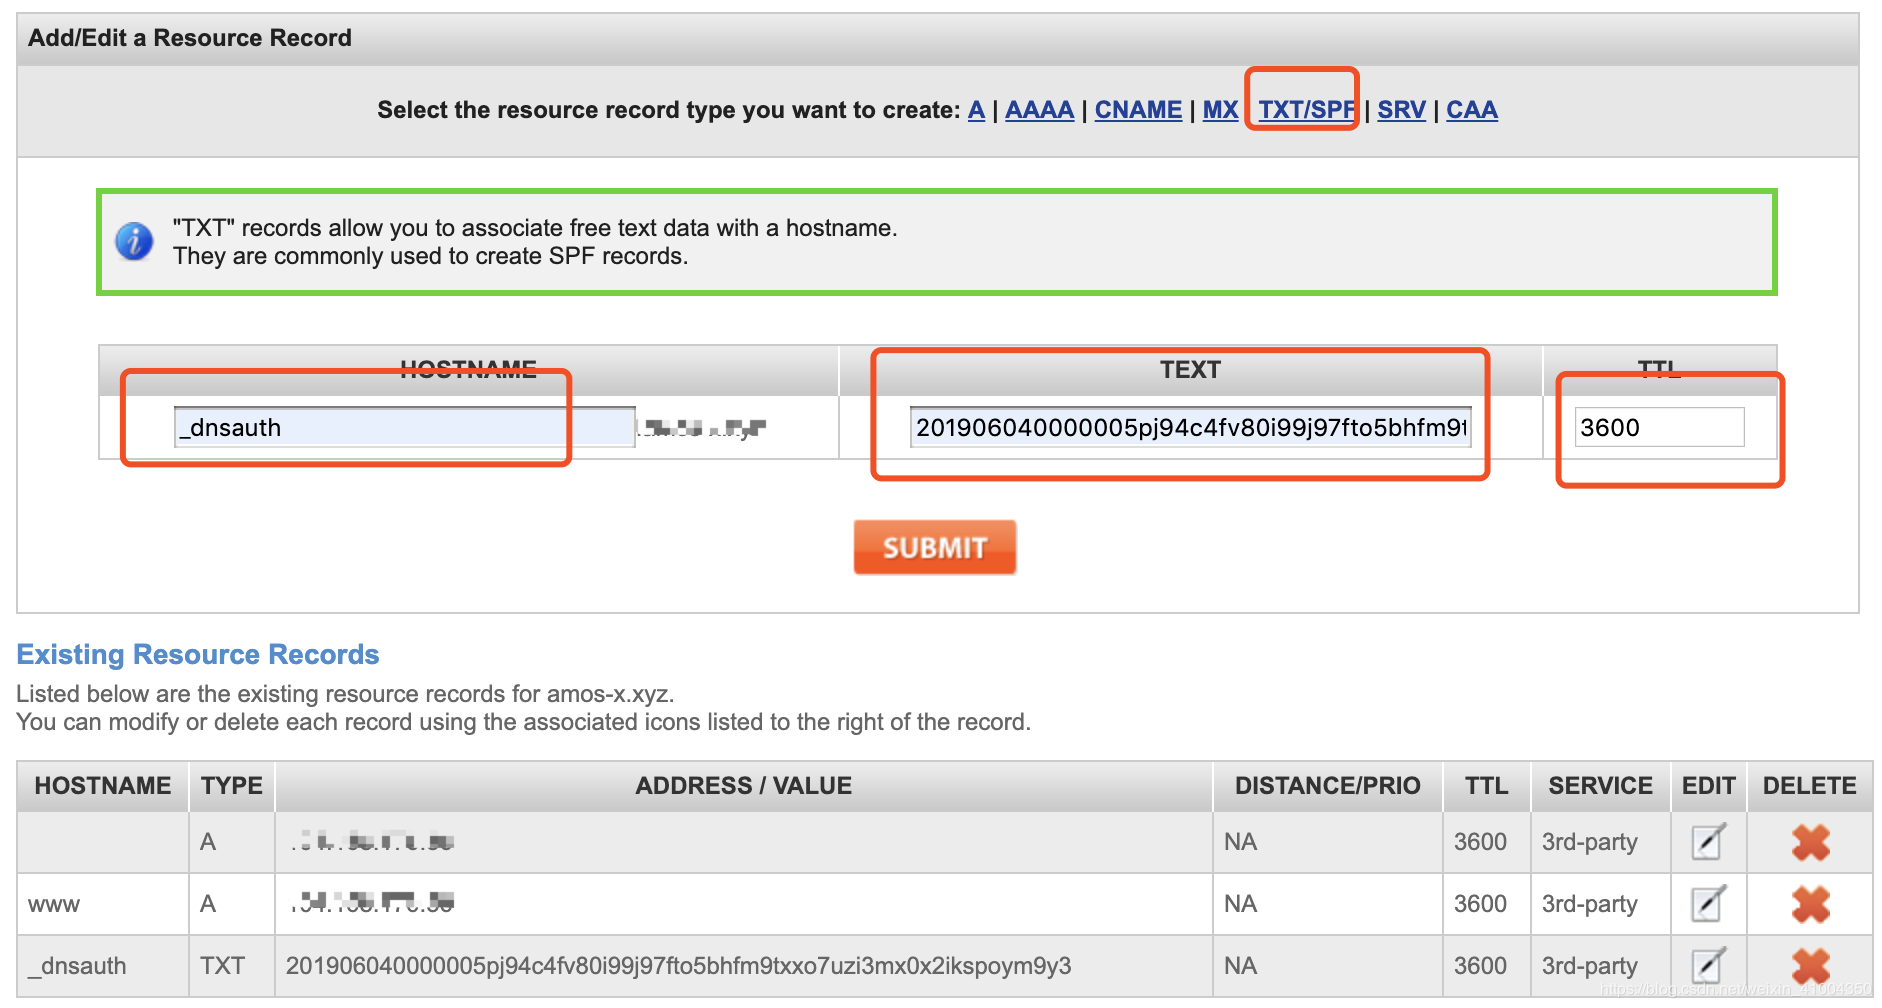 Add/Edit a Resource Record
Select the resource record type you want to create: A | AAAA | CNAME | MX TXT/SPF | SRV | CAA
"TXT" records allow you to associate free text data with a hostname.
They are commonly used to create SPF records.
HOSTNAME TEXT TTL
_dnsauth 201906040000005pj94c4fv80i99j97fto5bhfm9t 3600
SUBMIT
Existing Resource Records
Listed below are the existing resource records for amos-x.xyz.
You can modify or delete each record using the associated icons listed to the right of the record.
HOSTNAME TYPE ADDRESS / VALUE DISTANCE/PRIO TTL SERVICE EDIT DELETE
A NA 3600 3rd-party
www A NA 3600 3rd-party
_dnsauth TXT 201906040000005pj94c4fv80i99j97fto5bhfm9txxo7uzi3mx0x2ikspoym9y3 NA 3600 3rd-party
https://blog.csdn.net/weixin_41004350